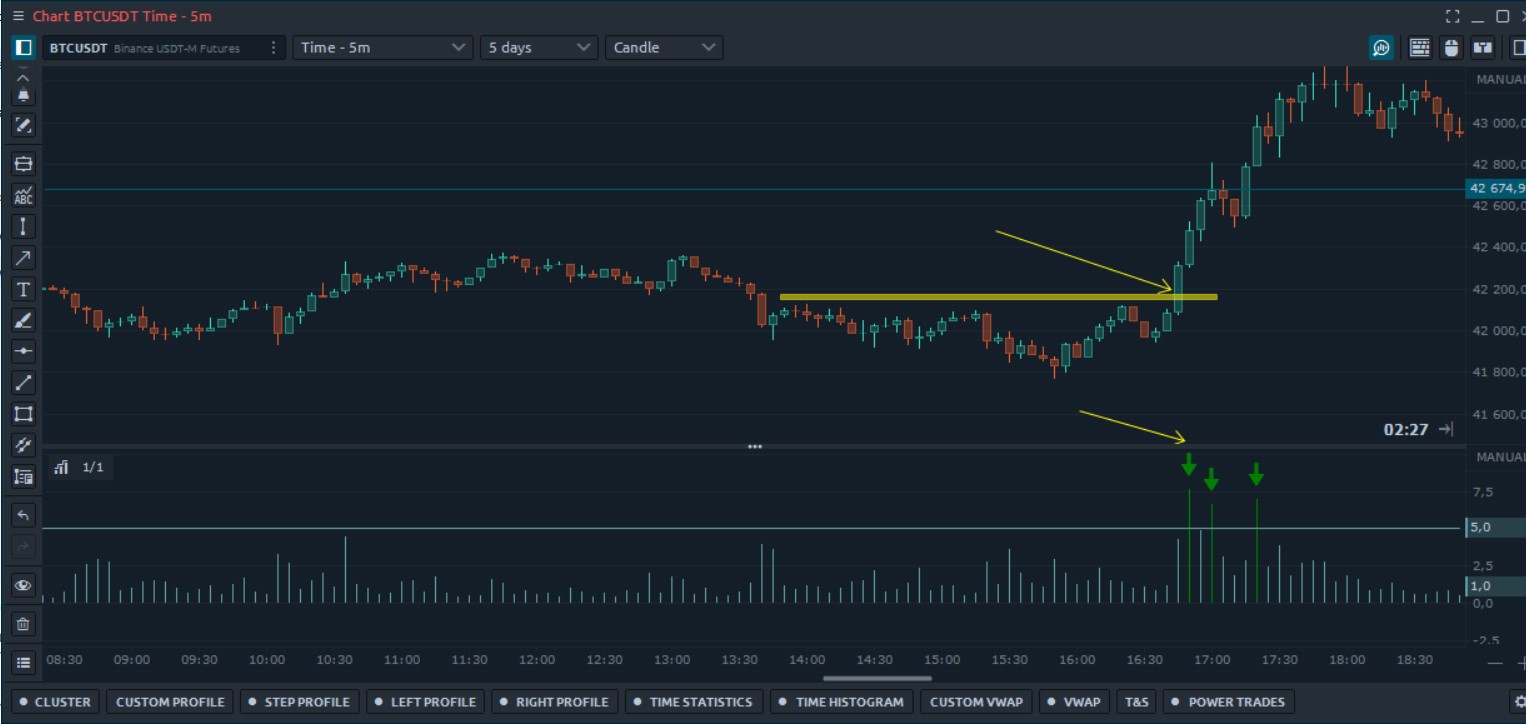 Chart BTCUSDT Time - 5m
BTCUSDT Binance USDT-M Futures
Time - 5m
5 days
Candle
MANUAL
43 000,0
42 800,0
42 674,9
42 600,0
42 400,0
42 200,0
42 000,0
41 800,0
41 600,0
ABC
T
02:27
1/1
MANUAL
7,5
5,0
2,5
1,0
0,0
-2,5
08:30 09:00 09:30 10:00 10:30 11:00 11:30 12:00 12:30 13:00 13:30 14:00 14:30 15:00 15:30 16:00 16:30 17:00 17:30 18:00 18:30
CLUSTER CUSTOM PROFILE STEP PROFILE LEFT PROFILE RIGHT PROFILE TIME STATISTICS TIME HISTOGRAM CUSTOM VWAP VWAP T&S POWER TRADES